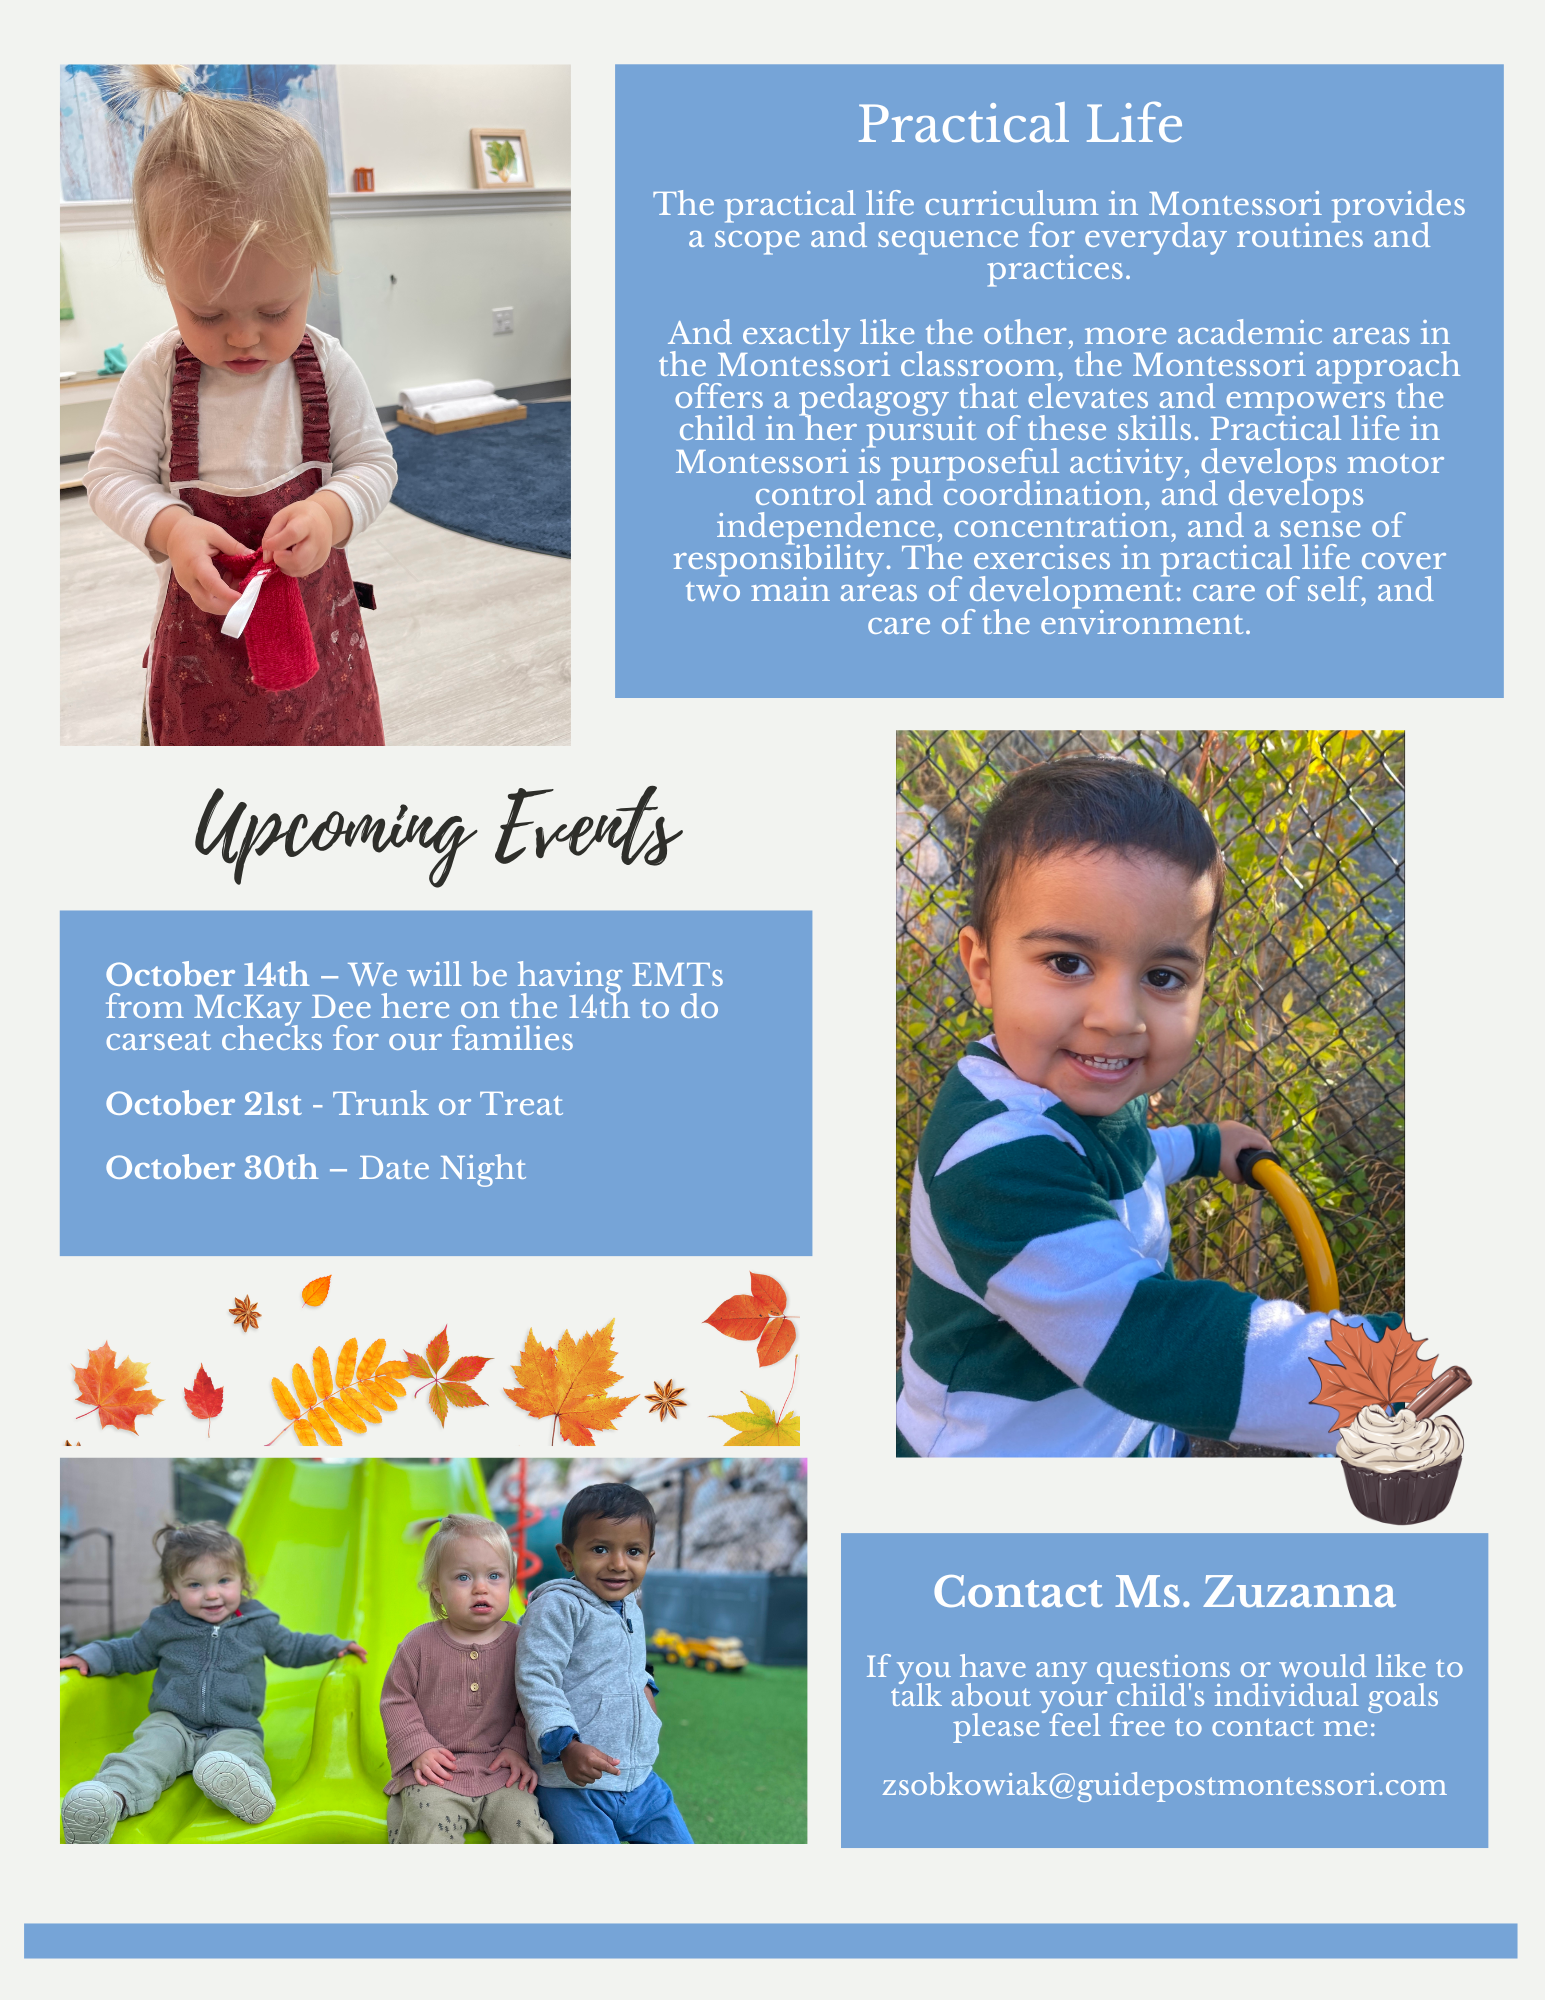 Practical Life
The practical life curriculum in Montessori provides
a scope and sequence for everyday routines and
practices.
And exactly like the other, more academic areas in
the Montessori classroom, the Montessori approach
offers a pedagogy that elevates and empowers the
child in her pursuit of these skills. Practical life in
Montessori is purposeful activity, develops motor
control and coordination, and develops
independence, concentration, and a sense of
responsibility. The exercises in practical life cover
two main areas of development: care of self, and
care of the environment.
Upcoming Events
October 14th – We will be having EMTs
from McKay Dee here on the 14th to do
carseat checks for our families
October 21st - Trunk or Treat
October 30th – Date Night
Contact Ms. Zuzanna
If you have any questions or would like to
talk about your child's individual goals
please feel free to contact me:
zsobkowiak@guidepostmontessori.com